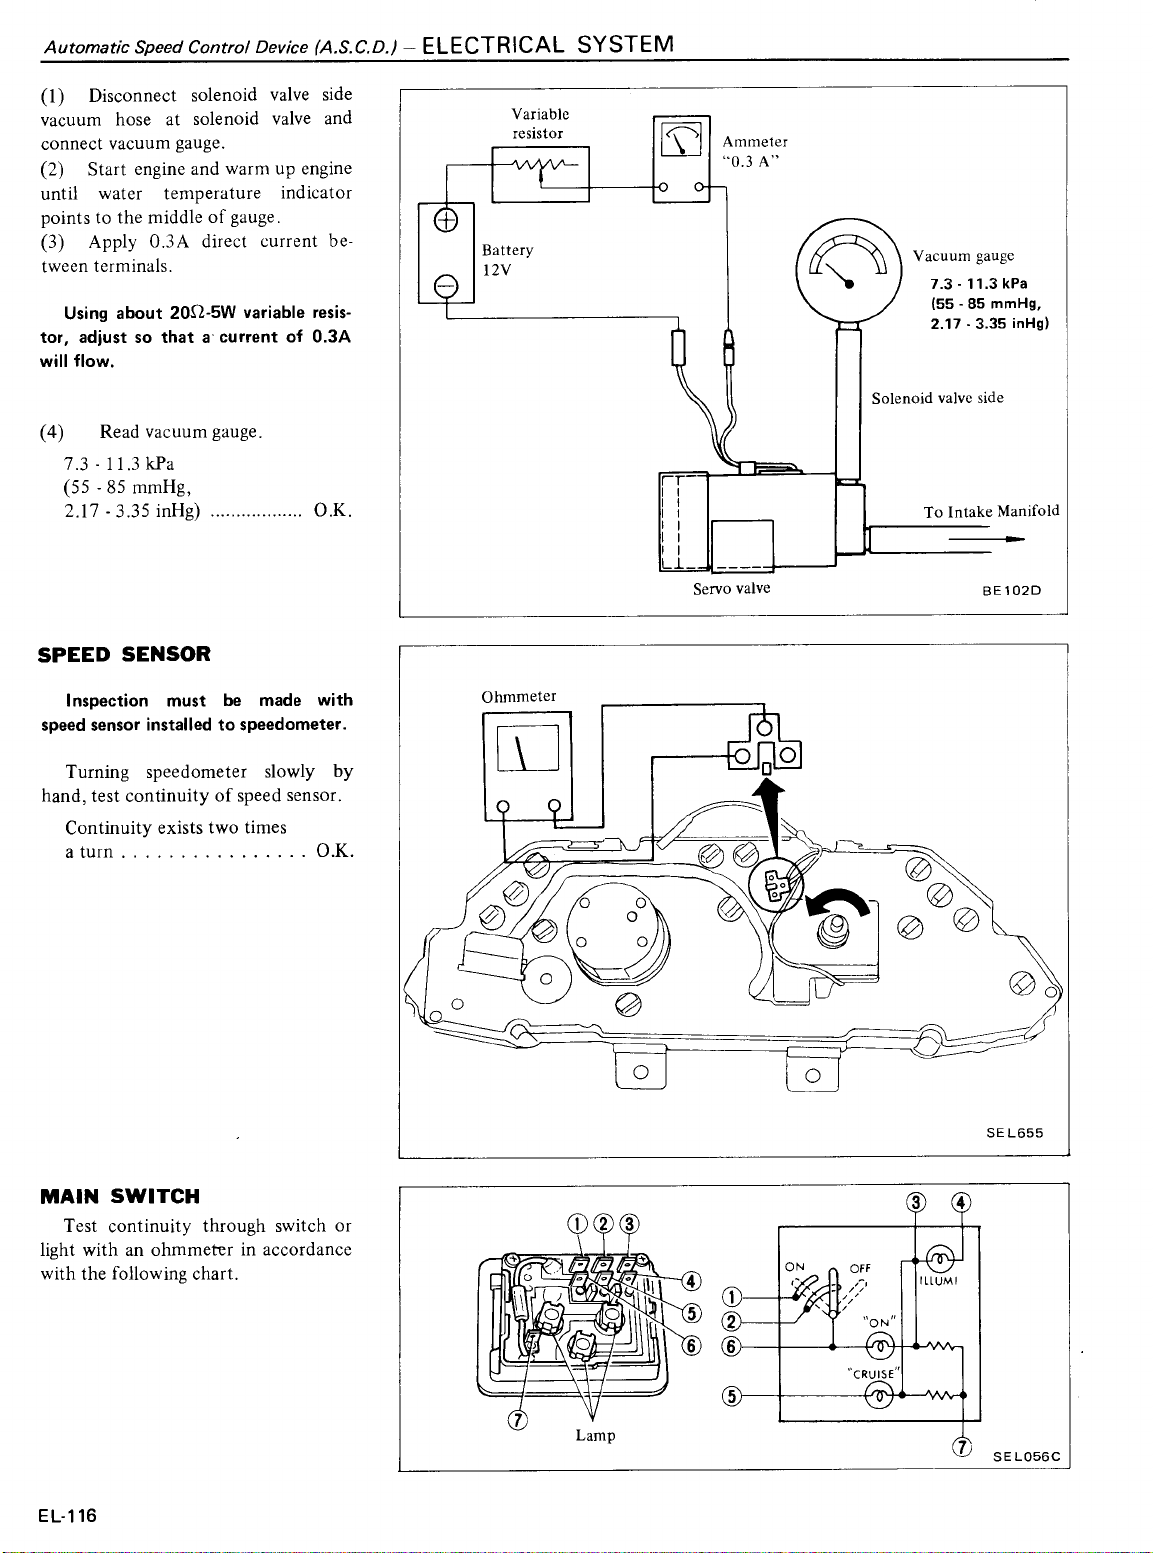 Automatic Speed Control Device (A.S.C.D.) – ELECTRICAL SYSTEM
(1) Disconnect solenoid valve side
vacuum hose at solenoid valve and
connect vacuum gauge.
(2) Start engine and warm up engine
until water temperature indicator
points to the middle of gauge.
(3) Apply 0.3A direct current be-
tween terminals.
Using about 20Ω-5W variable resis-
tor, adjust so that a current of 0.3A
will flow.
(4) Read vacuum gauge.
7.3 - 11.3 kPa
(55 - 85 mmHg,
2.17 - 3.35 inHg) .................. O.K.
Variable
resistor
Ammeter
"0.3 A"
Battery
12V
Vacuum gauge
7.3 - 11.3 kPa
(55 - 85 mmHg,
2.17 - 3.35 inHg)
Solenoid valve side
To Intake Manifold
Servo valve
BE102D
SPEED SENSOR
Inspection must be made with
speed sensor installed to speedometer.
Turning speedometer slowly by
hand, test continuity of speed sensor.
Continuity exists two times
a turn . . . . . . . . . . . . . . . . O.K.
Ohmmeter
SEL655
MAIN SWITCH
Test continuity through switch or
light with an ohmmeter in accordance
with the following chart.
① ② ③
④
⑤
⑥
⑦
Lamp
③ ④
ON OFF
ILLUMI
①
②
"ON"
⑥
"CRUISE"
⑤
⑦
SEL056C
EL-116